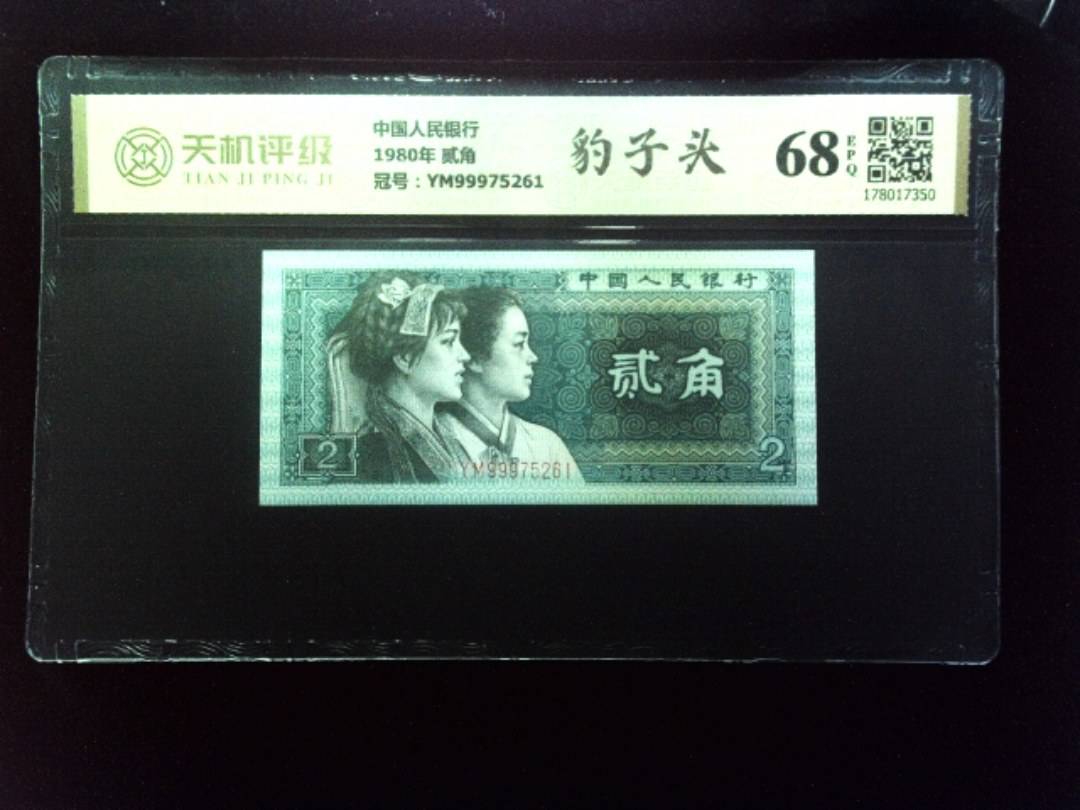 天机评级
TIAN JI PING JI
中国人民银行
1980年 贰角
冠号：YM99975261
豹子头
68
EPQ
178017350
中国人民银行
贰角
2
2
YM99975261